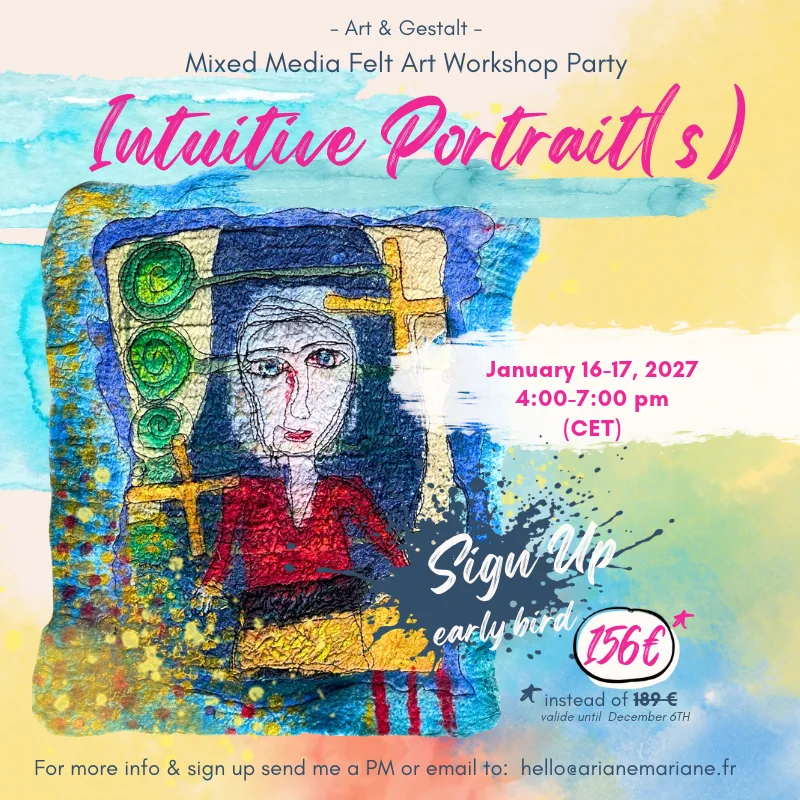 - Art & Gestalt -
Mixed Media Felt Art Workshop Party
Intuitive Portrait(s)
January 16-17, 2027
4:00-7:00 pm
(CET)
Sign Up
early bird
156€*
* instead of 189 €
valide until December 6TH
For more info & sign up send me a PM or email to: hello@arianemariane.fr